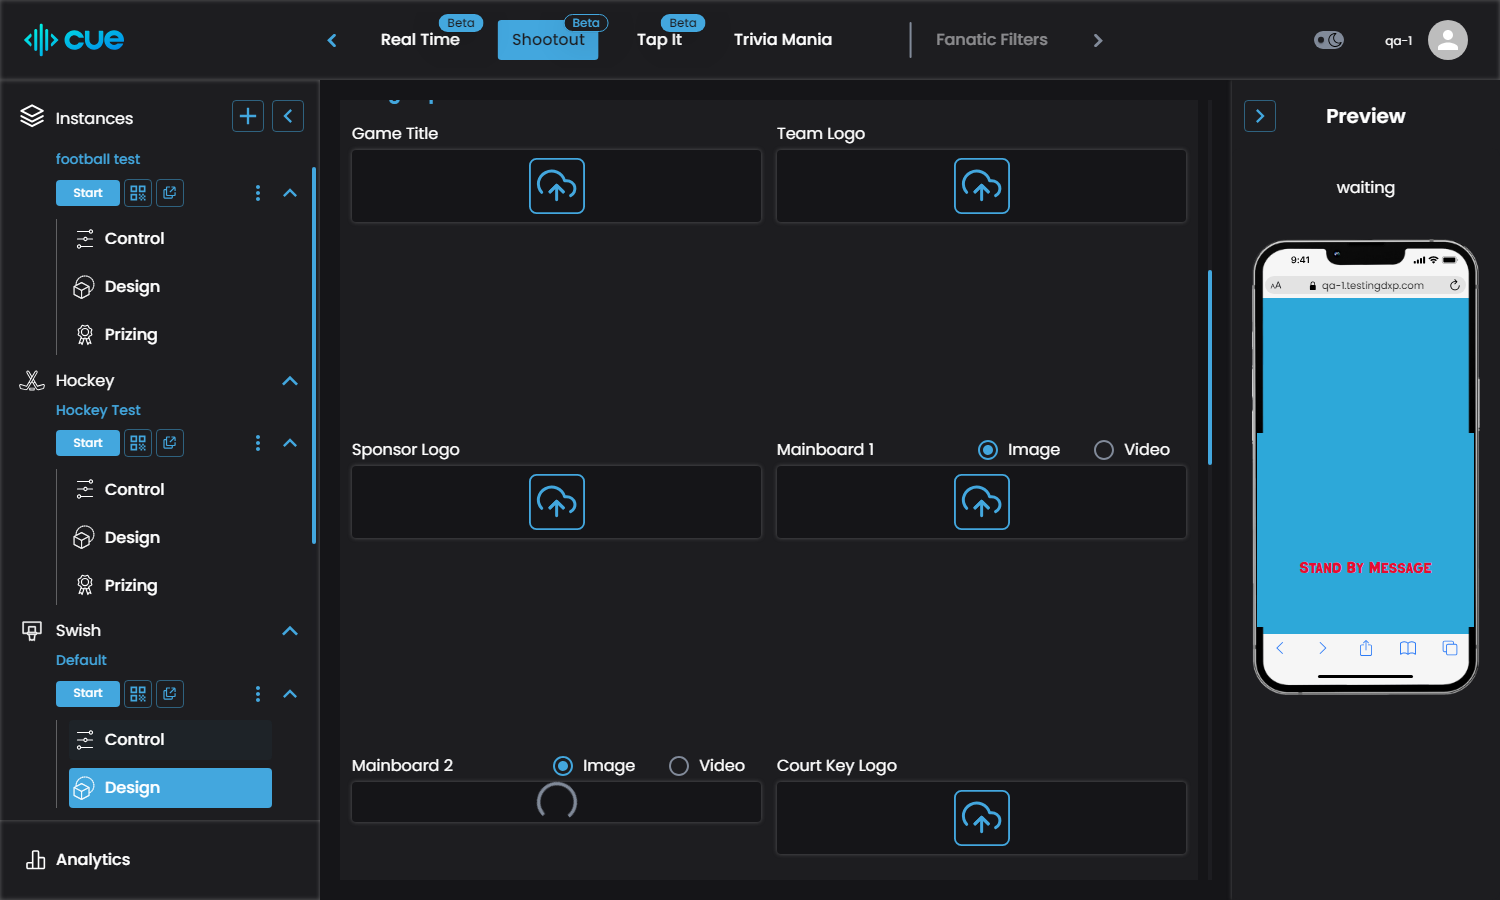 cue
Real Time
Beta
Shootout
Beta
Tap It
Beta
Trivia Mania
Fanatic Filters
qa-1
Instances
football test
Start
Control
Design
Prizing
Hockey
Hockey Test
Start
Control
Design
Prizing
Swish
Default
Start
Control
Design
Analytics
Game Title
Team Logo
Sponsor Logo
Mainboard 1
Image
Video
Mainboard 2
Image
Video
Court Key Logo
Preview
waiting
9:41
AA
qa-1.testingdxp.com
Stand By Message